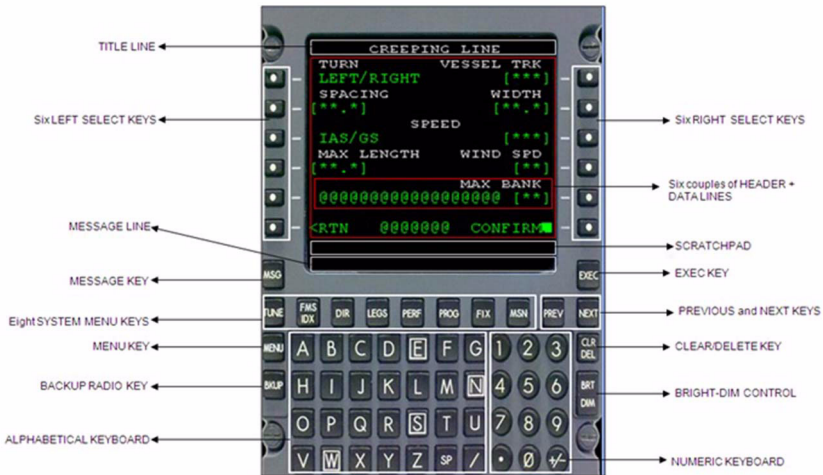 TITLE LINE
CREEPING LINE
TURN VESSEL TRK
LEFT/RIGHT [***]
SPACING WIDTH
[**.*] [**.*]
Six LEFT SELECT KEYS
Six RIGHT SELECT KEYS
SPEED
IAS/GS [***]
MAX LENGTH WIND SPD
[**.*] [**]
MAX BANK
@@@@@@@@@@@@@@@@@@ [**]
Six couples of HEADER +
DATA LINES
MESSAGE LINE
<RTN @@@@@@@ CONFIRM
SCRATCHPAD
MESSAGE KEY
MSG EXEC
EXEC KEY
Eight SYSTEM MENU KEYS
TUNE FMS IDX DIR LEGS PERF PROG FIX MSN PREV NEXT
PREVIOUS and NEXT KEYS
MENU KEY
MENU A B C D E F G 1 2 3 CLR DEL
CLEAR/DELETE KEY
BACKUP RADIO KEY
BKUP H I J K L M N 4 5 6 BRT DIM
BRIGHT-DIM CONTROL
O P Q R S T U 7 8 9
ALPHABETICAL KEYBOARD
V W X Y Z SP / • 0 +/-
NUMERIC KEYBOARD